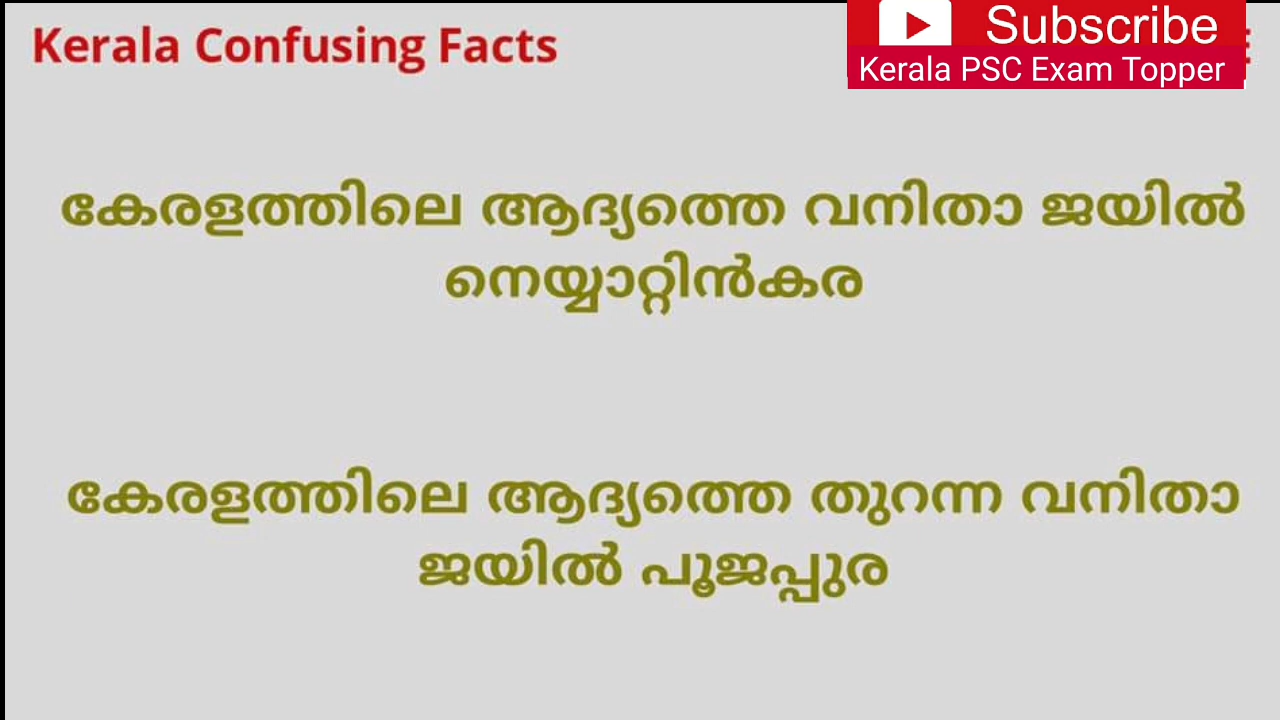 Kerala Confusing Facts
Subscribe
Kerala PSC Exam Topper
കേരളത്തിലെ ആദ്യത്തെ വനിതാ ജയിൽ
നെയ്യാറ്റിൻകര
കേരളത്തിലെ ആദ്യത്തെ തുറന്ന വനിതാ
ജയിൽ പൂജപ്പുര